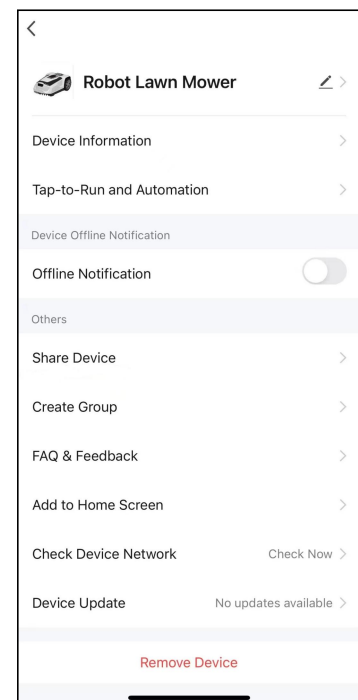 Robot Lawn Mower
Device Information
Tap-to-Run and Automation
Device Offline Notification
Offline Notification
Others
Share Device
Create Group
FAQ & Feedback
Add to Home Screen
Check Device Network Check Now
Device Update No updates available
Remove Device